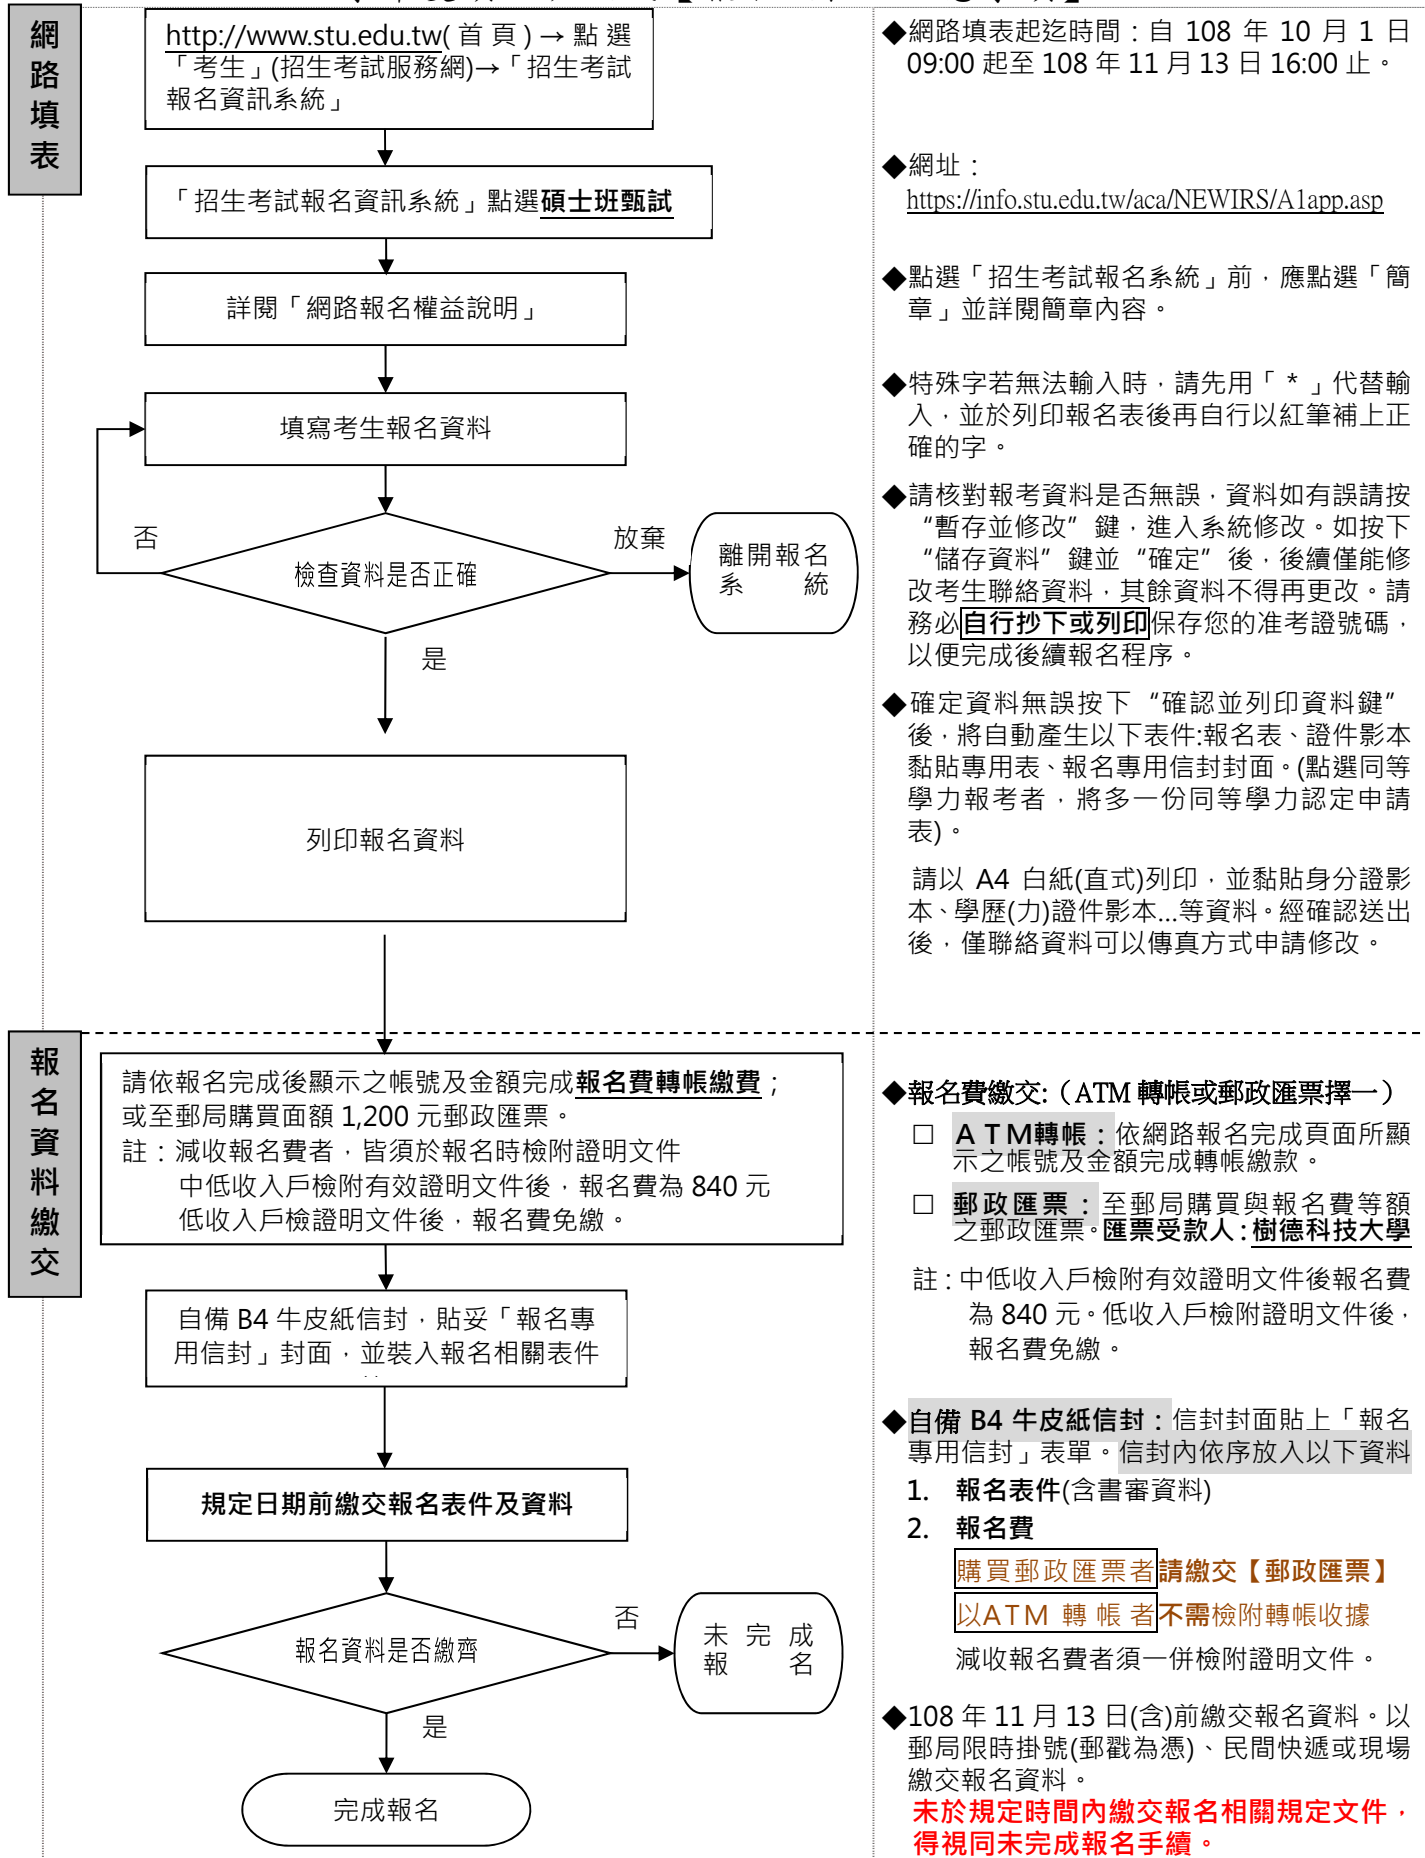 網
路
填
表
http://www.stu.edu.tw(首頁)→點選
「考生」(招生考試服務網)→「招生考試
報名資訊系統」
「招生考試報名資訊系統」點選碩士班甄試
詳閱「網路報名權益說明」
填寫考生報名資料
否
檢查資料是否正確
放棄
離開報名
系統
是
列印報名資料
◆網路填表起迄時間：自 108 年 10 月 1 日
09:00 起至 108 年 11 月 13 日 16:00 止。
◆網址：
https://info.stu.edu.tw/aca/NEWIRS/A1app.asp
◆點選「招生考試報名系統」前，應點選「簡
章」並詳閱簡章內容。
◆特殊字若無法輸入時，請先用「*」代替輸
入，並於列印報名表後再自行以紅筆補上正
確的字。
◆請核對報考資料是否無誤，資料如有誤請按
“暫存並修改”鍵，進入系統修改。如按下
“儲存資料”鍵並“確定”後，後續僅能修
改考生聯絡資料，其餘資料不得再更改。請
務必自行抄下或列印保存您的准考證號碼，
以便完成後續報名程序。
◆確定資料無誤按下“確認並列印資料鍵”
後，將自動產生以下表件:報名表、證件影本
黏貼專用表、報名專用信封封面。(點選同等
學力報考者，將多一份同等學力認定申請
表)。
請以 A4 白紙(直式)列印，並黏貼身分證影
本、學歷(力)證件影本...等資料。經確認送出
後，僅聯絡資料可以傳真方式申請修改。
報
名
資
料
繳
交
請依報名完成後顯示之帳號及金額完成報名費轉帳繳費；
或至郵局購買面額 1,200 元郵政匯票。
註：減收報名費者，皆須於報名時檢附證明文件
中低收入戶檢附有效證明文件後，報名費為 840 元
低收入戶檢證明文件後，報名費免繳。
自備 B4 牛皮紙信封，貼妥「報名專
用信封」封面，並裝入報名相關表件
規定日期前繳交報名表件及資料
報名資料是否繳齊
否
未完成
報名
是
完成報名
◆報名費繳交:（ATM 轉帳或郵政匯票擇一）
□ ATM轉帳：依網路報名完成頁面所顯
示之帳號及金額完成轉帳繳款。
□ 郵政匯票：至郵局購買與報名費等額
之郵政匯票。匯票受款人：樹德科技大學
註：中低收入戶檢附有效證明文件後報名費
為 840 元。低收入戶檢附證明文件後，
報名費免繳。
◆自備 B4 牛皮紙信封：信封封面貼上「報名
專用信封」表單。信封內依序放入以下資料
1. 報名表件(含書審資料)
2. 報名費
購買郵政匯票者請繳交【郵政匯票】
以ATM 轉帳者不需檢附轉帳收據
減收報名費者須一併檢附證明文件。
◆108 年 11 月 13 日(含)前繳交報名資料。以
郵局限時掛號(郵戳為憑)、民間快遞或現場
繳交報名資料。
未於規定時間內繳交報名相關規定文件，
得視同未完成報名手續。